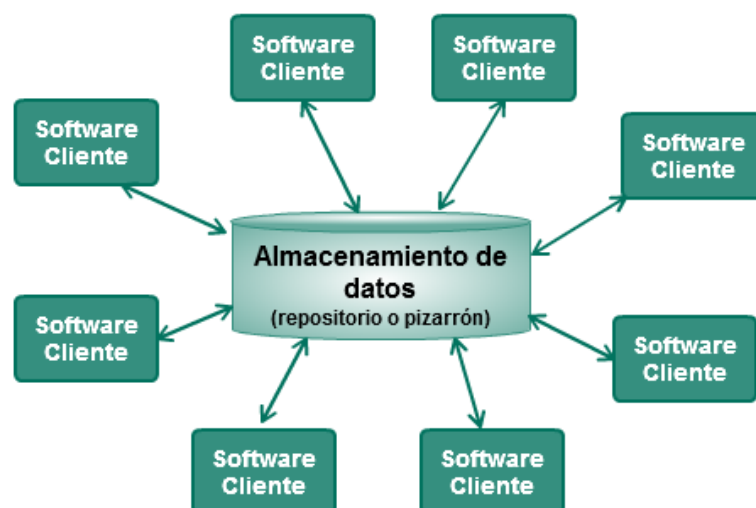 Software
Cliente
Software
Cliente
Software
Cliente
Software
Cliente
Almacenamiento de
datos
(repositorio o pizarrón)
Software
Cliente
Software
Cliente
Software
Cliente
Software
Cliente